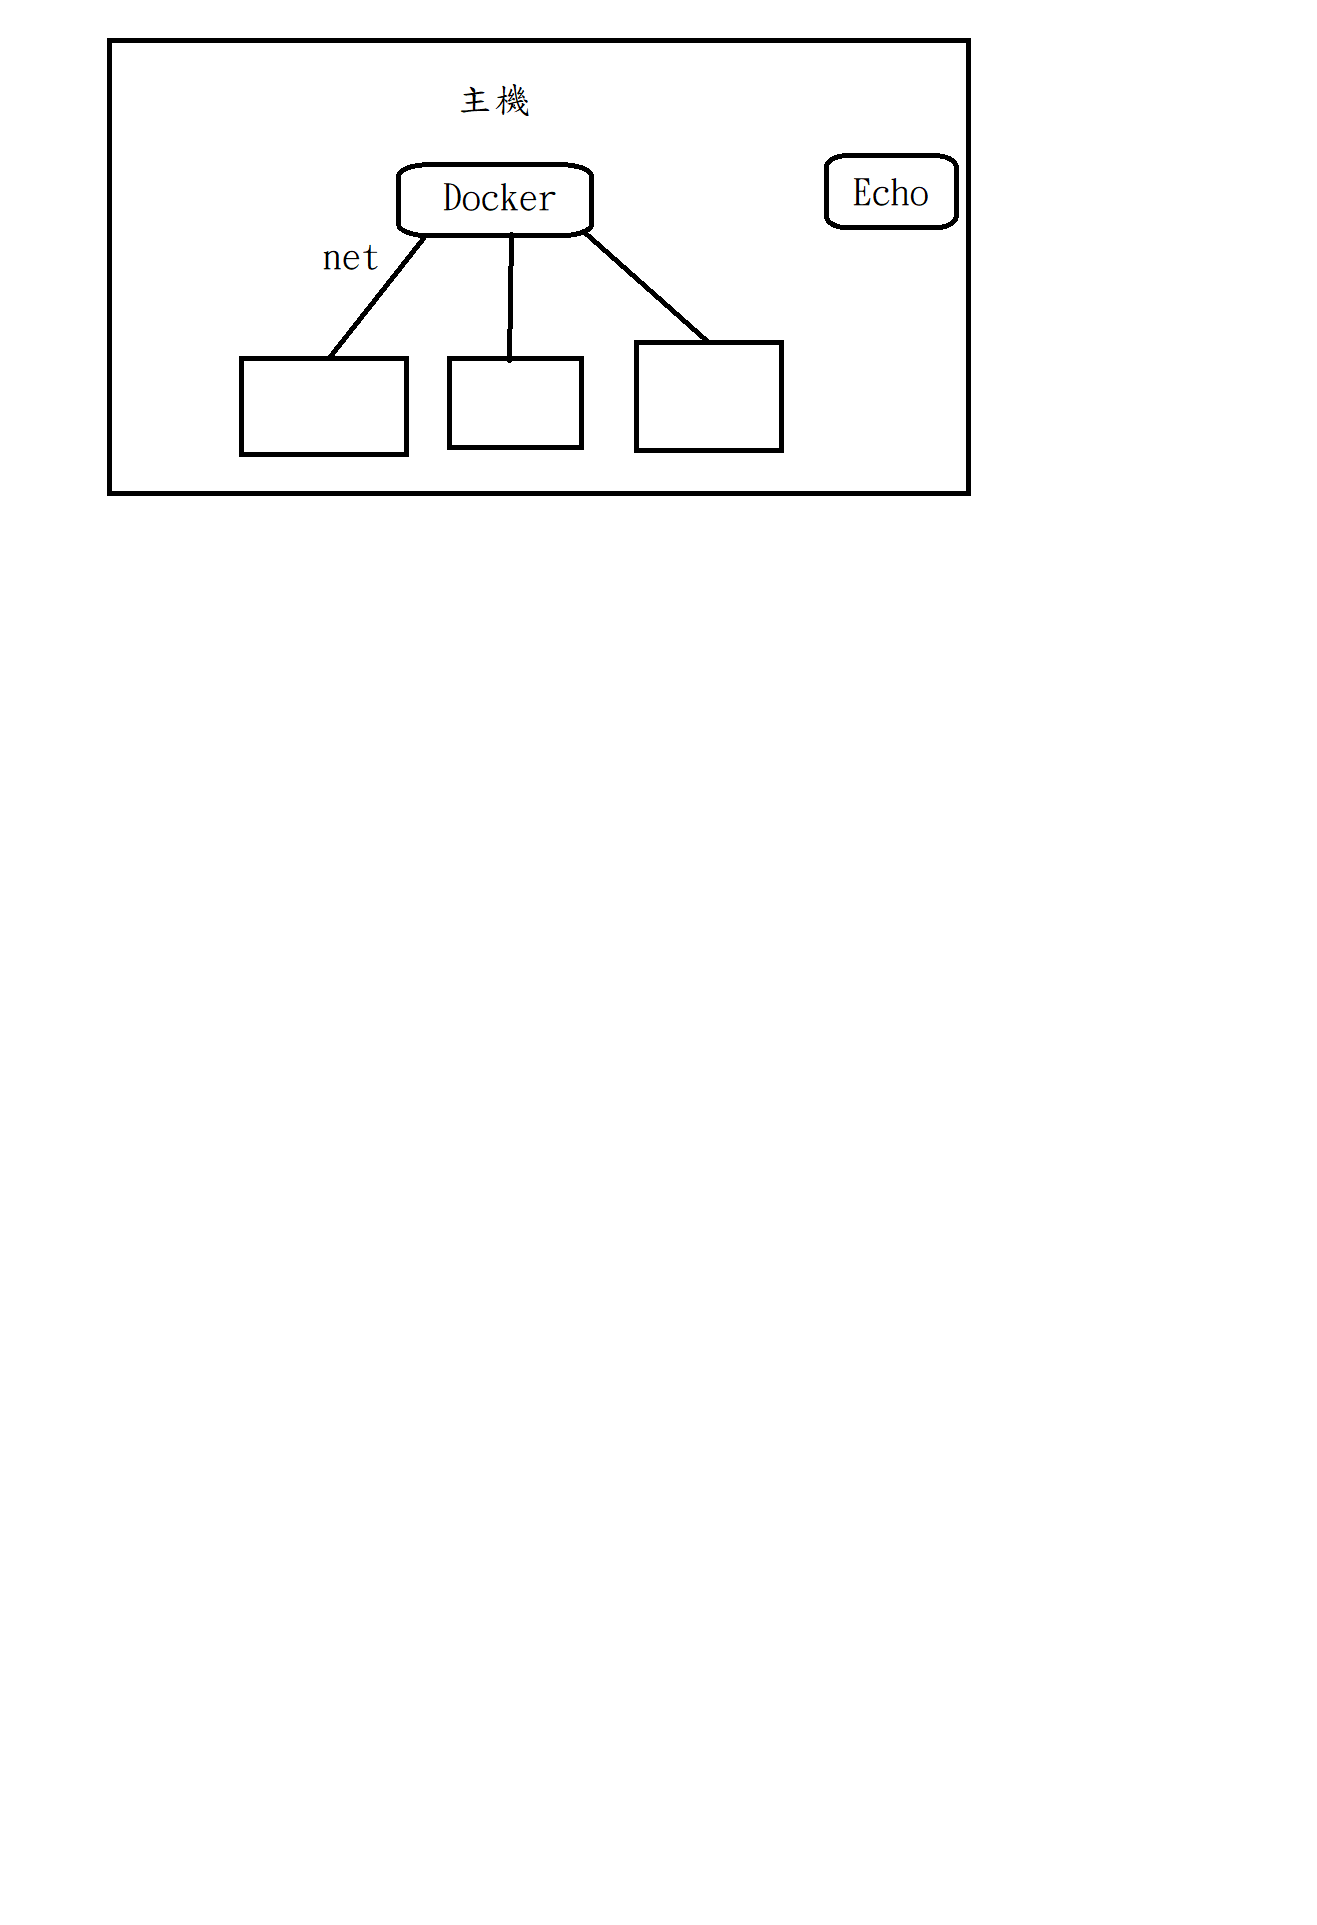 主機
Docker
Echo
net